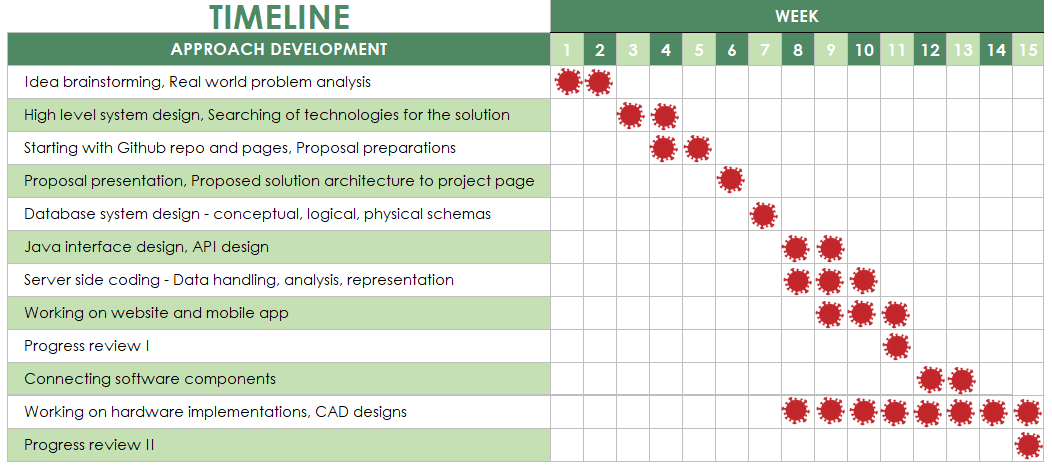 TIMELINE
WEEK
APPROACH DEVELOPMENT
1 2 3 4 5 6 7 8 9 10 11 12 13 14 15
Idea brainstorming, Real world problem analysis
High level system design, Searching of technologies for the solution
Starting with Github repo and pages, Proposal preparations
Proposal presentation, Proposed solution architecture to project page
Database system design - conceptual, logical, physical schemas
Java interface design, API design
Server side coding - Data handling, analysis, representation
Working on website and mobile app
Progress review I
Connecting software components
Working on hardware implementations, CAD designs
Progress review II